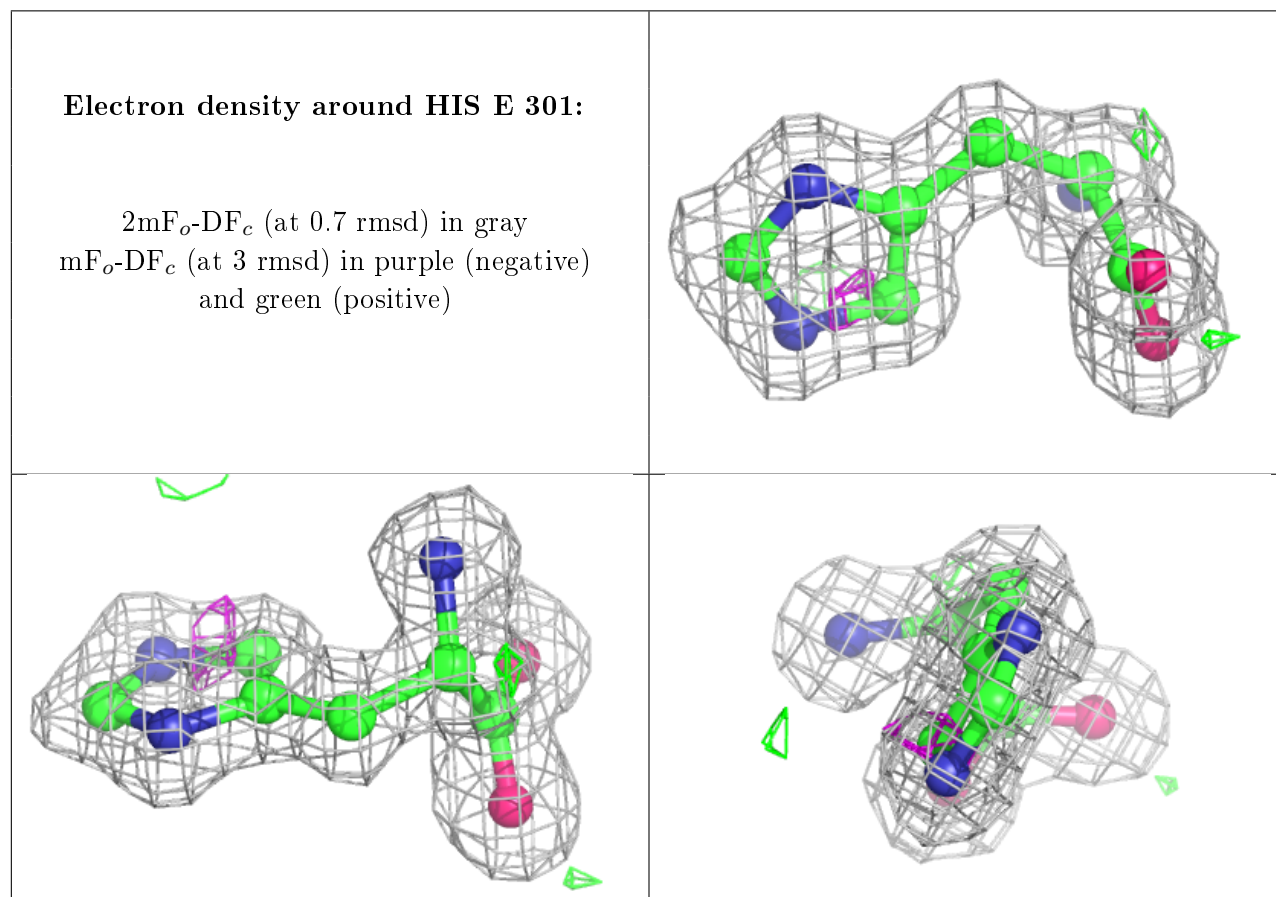 Electron density around HIS E 301:
2mFo-DFc (at 0.7 rmsd) in gray
mFo-DFc (at 3 rmsd) in purple (negative)
and green (positive)